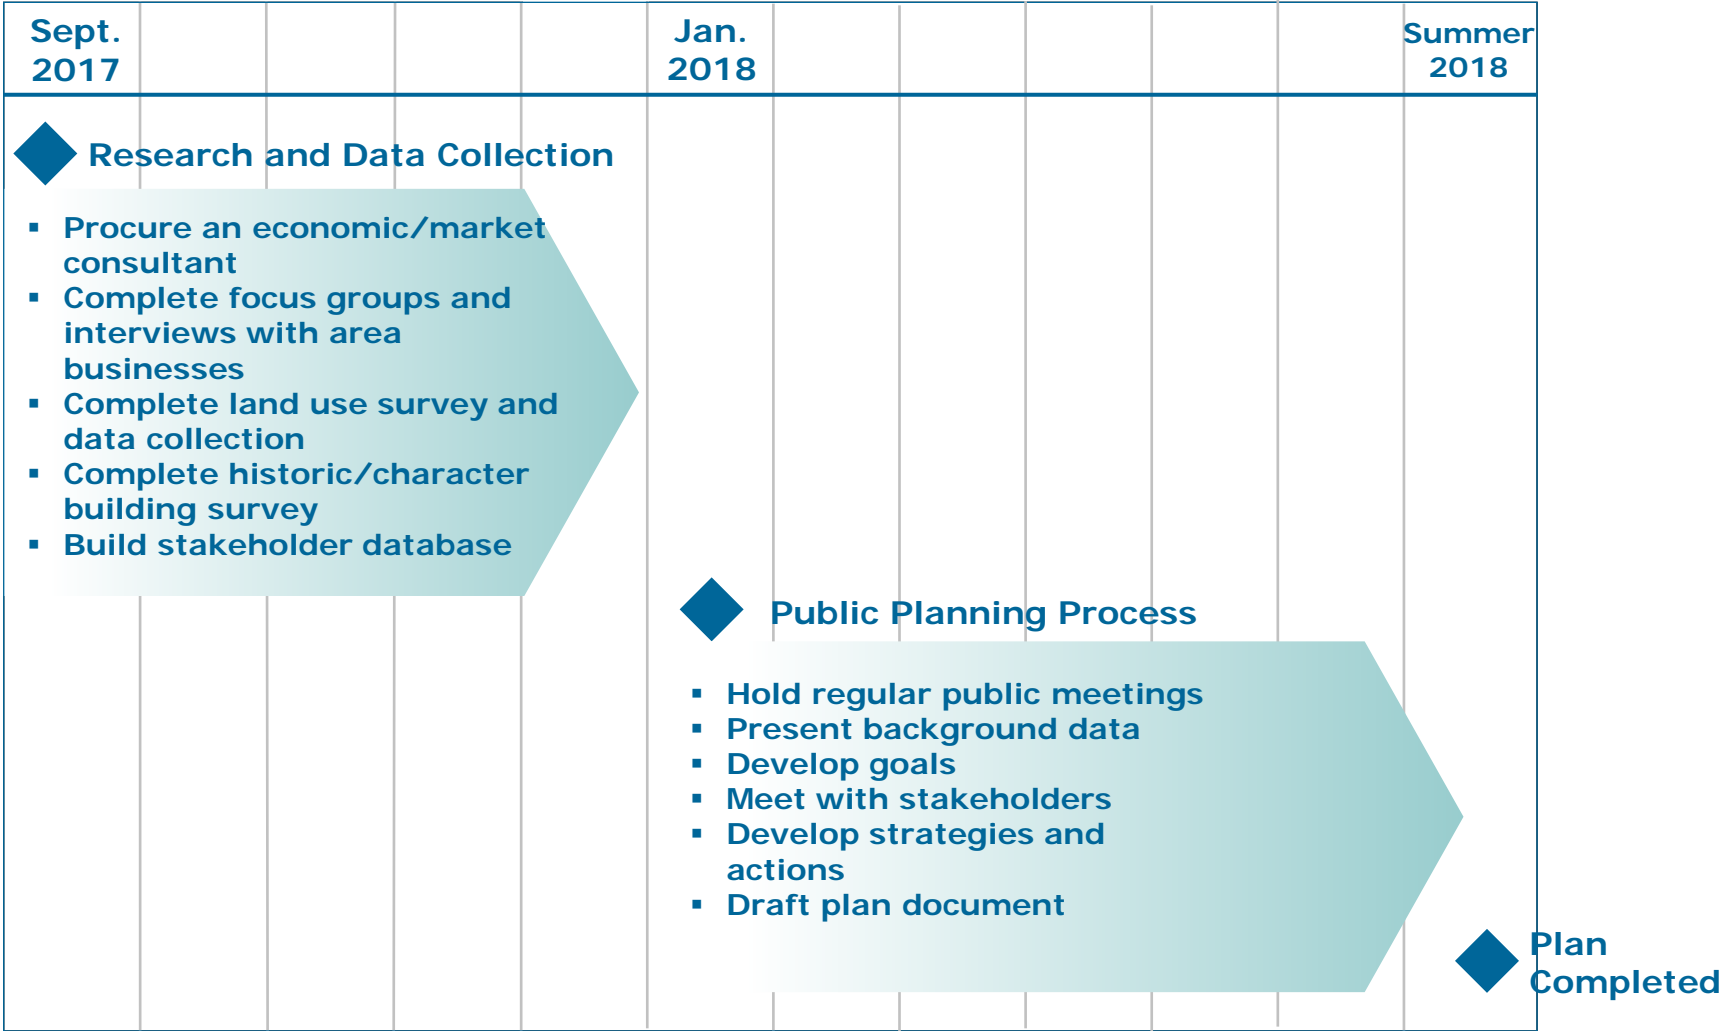 Sept.
2017
Jan.
2018
Summer
2018
Research and Data Collection
▪ Procure an economic/market
consultant
▪ Complete focus groups and
interviews with area
businesses
▪ Complete land use survey and
data collection
▪ Complete historic/character
building survey
▪ Build stakeholder database
Public Planning Process
▪ Hold regular public meetings
▪ Present background data
▪ Develop goals
▪ Meet with stakeholders
▪ Develop strategies and
actions
▪ Draft plan document
Plan
Completed